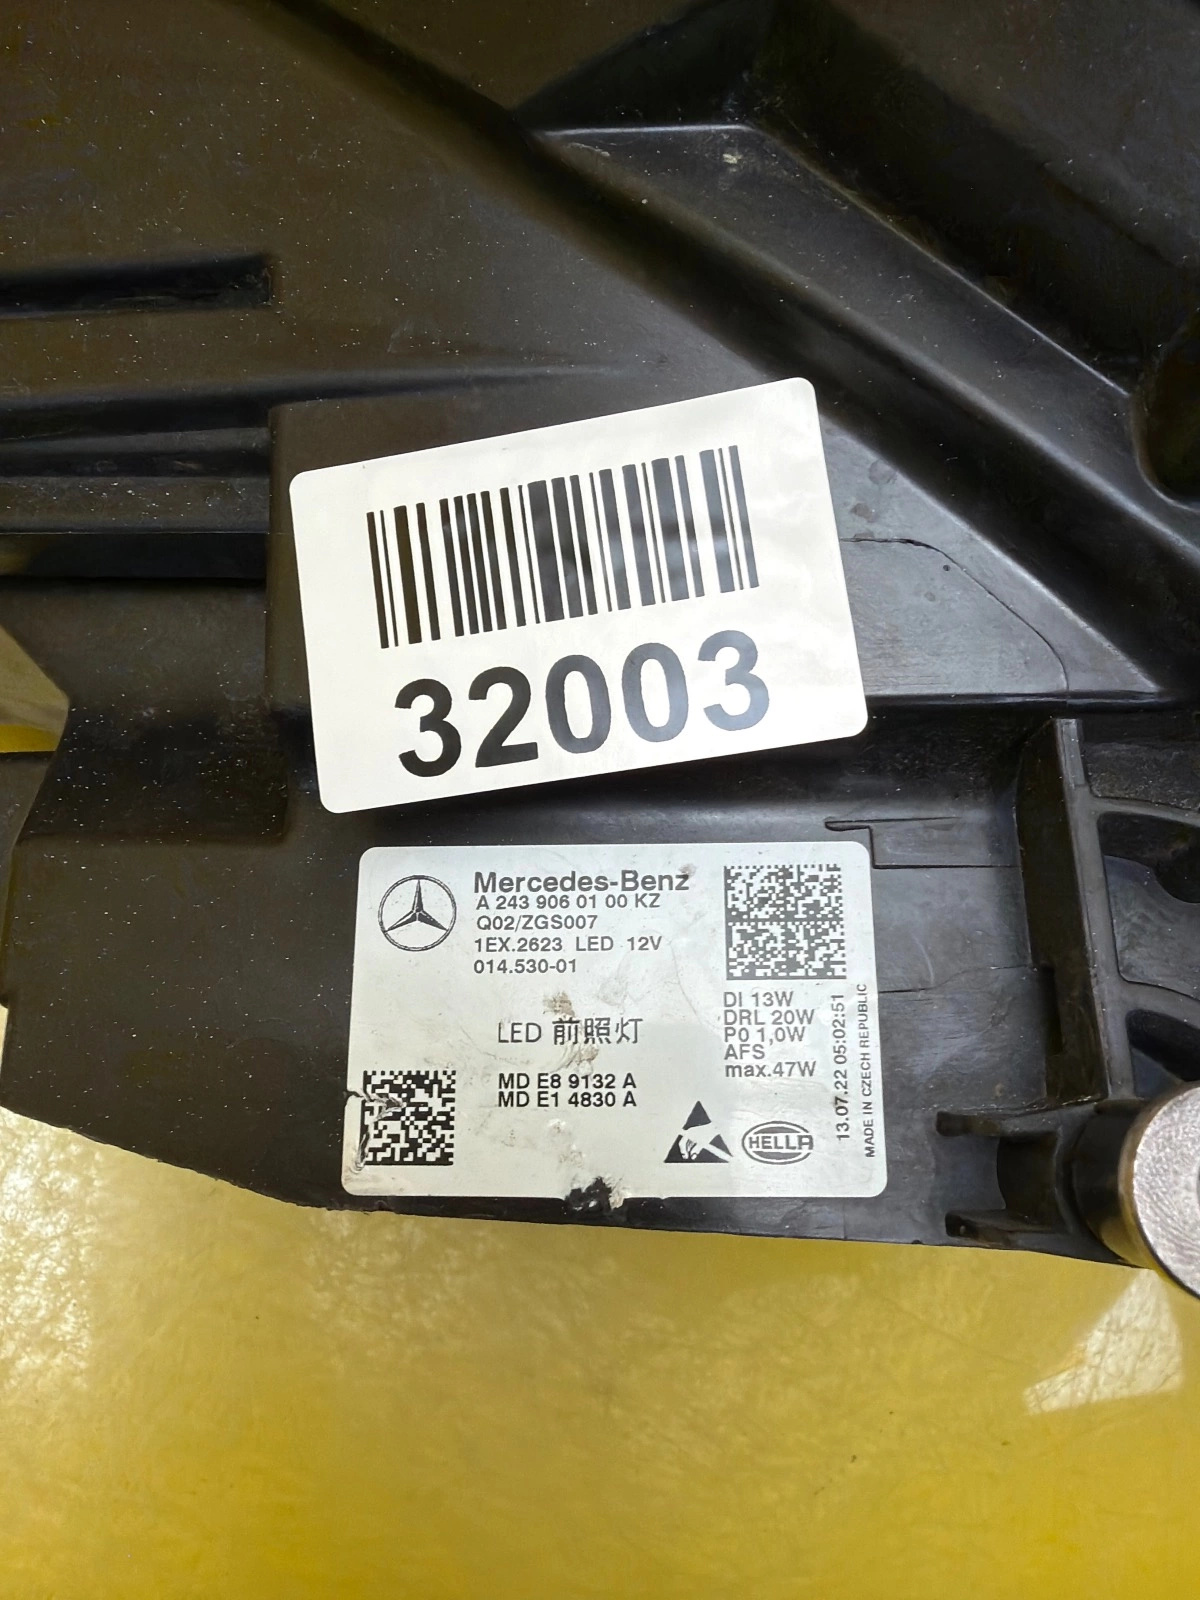 32003
Mercedes-Benz
A 243 906 01 00 KZ
Q02/ZGS007
1EX.2623 LED 12V
014.530-01
LED 前照灯
MD E8 9132 A
MD E1 4830 A
DI 13W
DRL 20W
P0 1,0W
AFS
max.47W
HELLA
13.07.22 05:02:51
MADE IN CZECH REPUBLIC